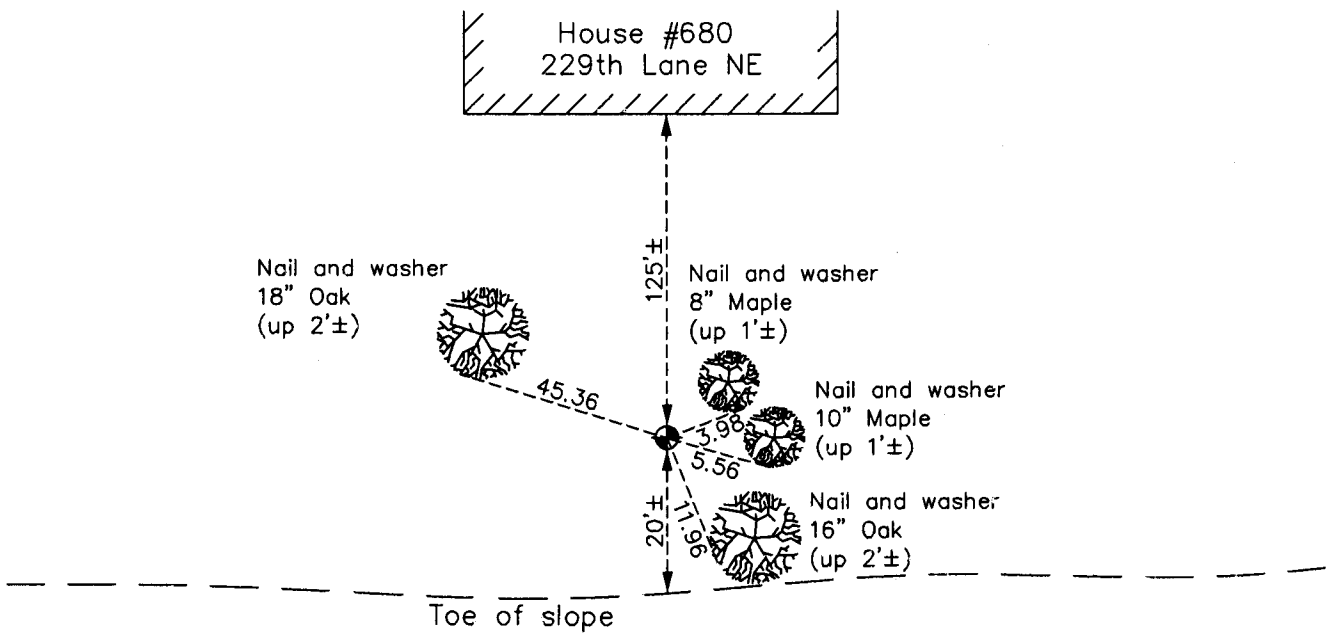 House #680
229th Lane NE
125'±
Nail and washer
18" Oak
(up 2'±)
Nail and washer
8" Maple
(up 1'±)
45.36
3.98
Nail and washer
10" Maple
(up 1'±)
5.56
20'±
11.96
Nail and washer
16" Oak
(up 2'±)
Toe of slope